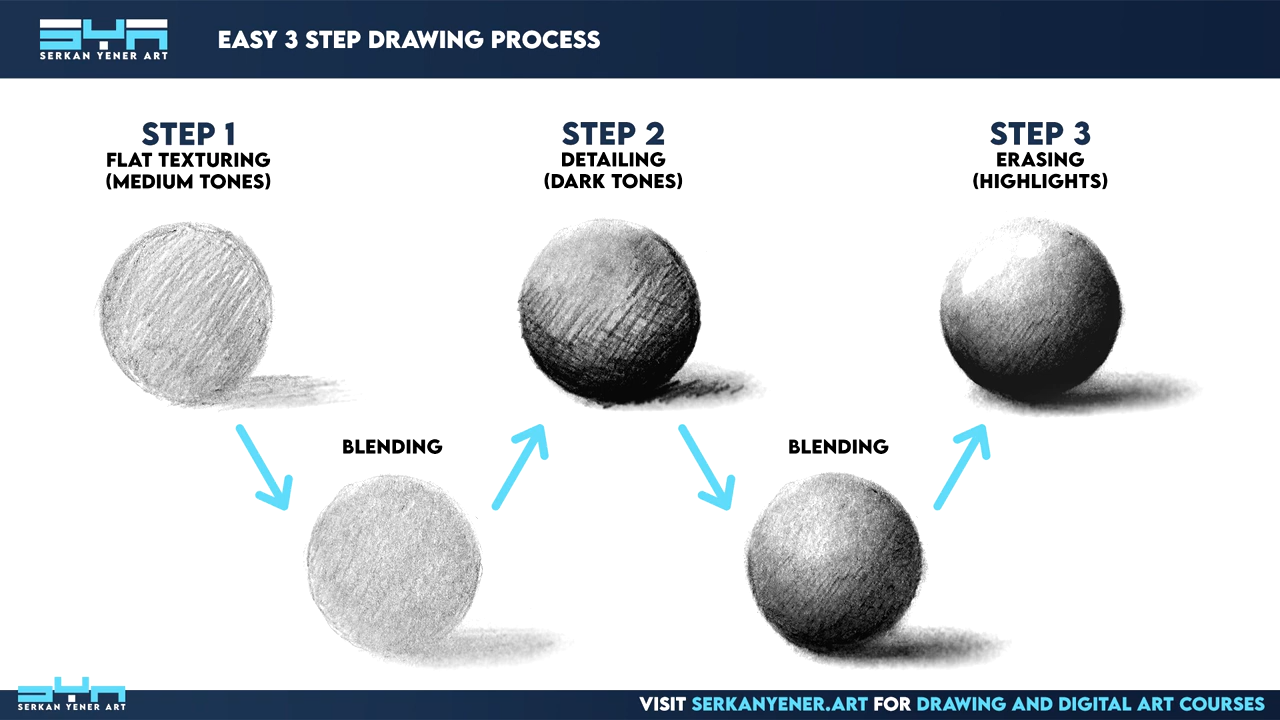 SYA
SERKAN YENER ART
EASY 3 STEP DRAWING PROCESS
STEP 1
FLAT TEXTURING
(MEDIUM TONES)
STEP 2
DETAILING
(DARK TONES)
STEP 3
ERASING
(HIGHLIGHTS)
BLENDING
BLENDING
SYA
SERKAN YENER ART
VISIT SERKANYENER.ART FOR DRAWING AND DIGITAL ART COURSES